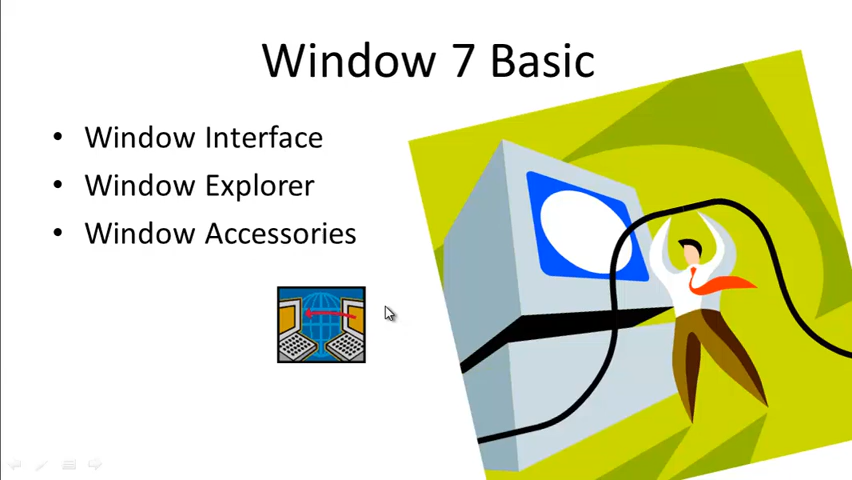 Window 7 Basic
• Window Interface
• Window Explorer
• Window Accessories